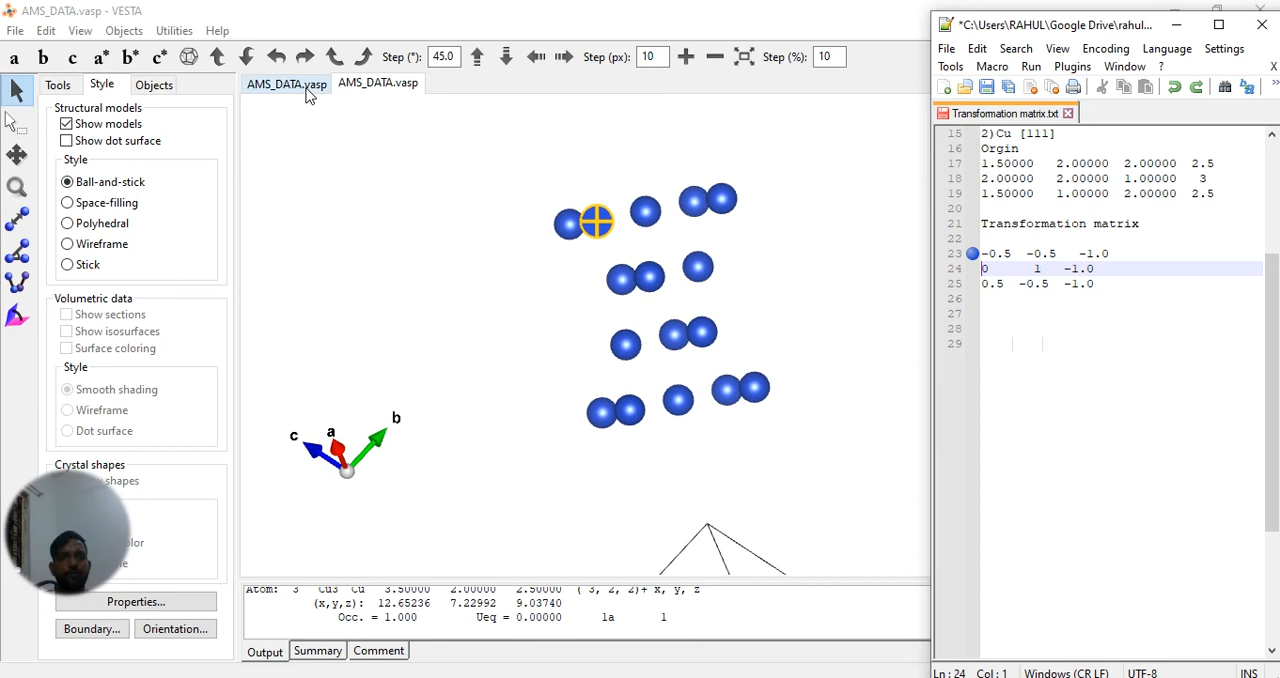 AMS_DATA.vasp - VESTA
File Edit View Objects Utilities Help
a b c a* b* c* Step (°): 45.0 Step (px): 10 Step (%): 10
Tools Style Objects
AMS_DATA.vasp AMS_DATA.vasp
Structural models
Show models
Show dot surface
Style
Ball-and-stick
Space-filling
Polyhedral
Wireframe
Stick
Volumetric data
Show sections
Show isosurfaces
Surface coloring
Style
Smooth shading
Wireframe
Dot surface
Crystal shapes
shapes
Properties...
Boundary... Orientation...
c a b
Atom: 3 Cu3 Cu 3.50000 2.00000 2.50000 ( 3, 2, 2)+ x, y, z
(x,y,z): 12.65236 7.22992 9.03740
Occ. = 1.000 Ueq = 0.00000 1a 1
Output Summary Comment
*C:\Users\RAHUL\Google Drive\rahul...
File Edit Search View Encoding Language Settings
Tools Macro Run Plugins Window ? X
Transformation matrix.txt
15 2)Cu [111]
16 Orgin
17 1.50000 2.00000 2.00000 2.5
18 2.00000 2.00000 1.00000 3
19 1.50000 1.00000 2.00000 2.5
20
21 Transformation matrix
22
23 -0.5 -0.5 -1.0
24 0 1 -1.0
25 0.5 -0.5 -1.0
26
27
28
29
Ln : 24 Col : 1 Windows (CR LF) UTF-8 INS